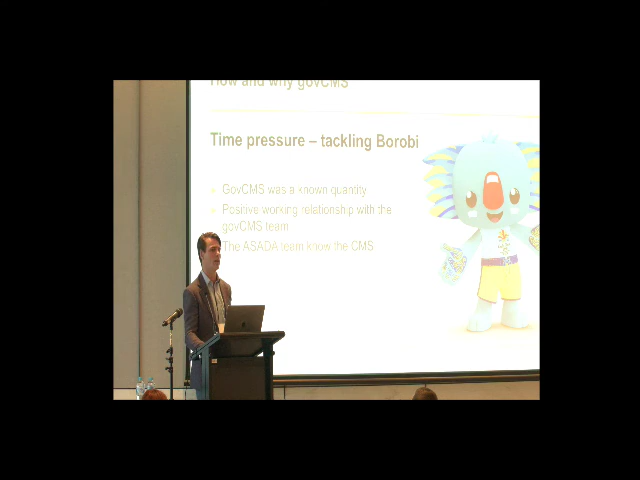 How and why govCMS
Time pressure – tackling Borobi
GovCMS was a known quantity
Positive working relationship with the
govCMS team
The ASADA team know the CMS